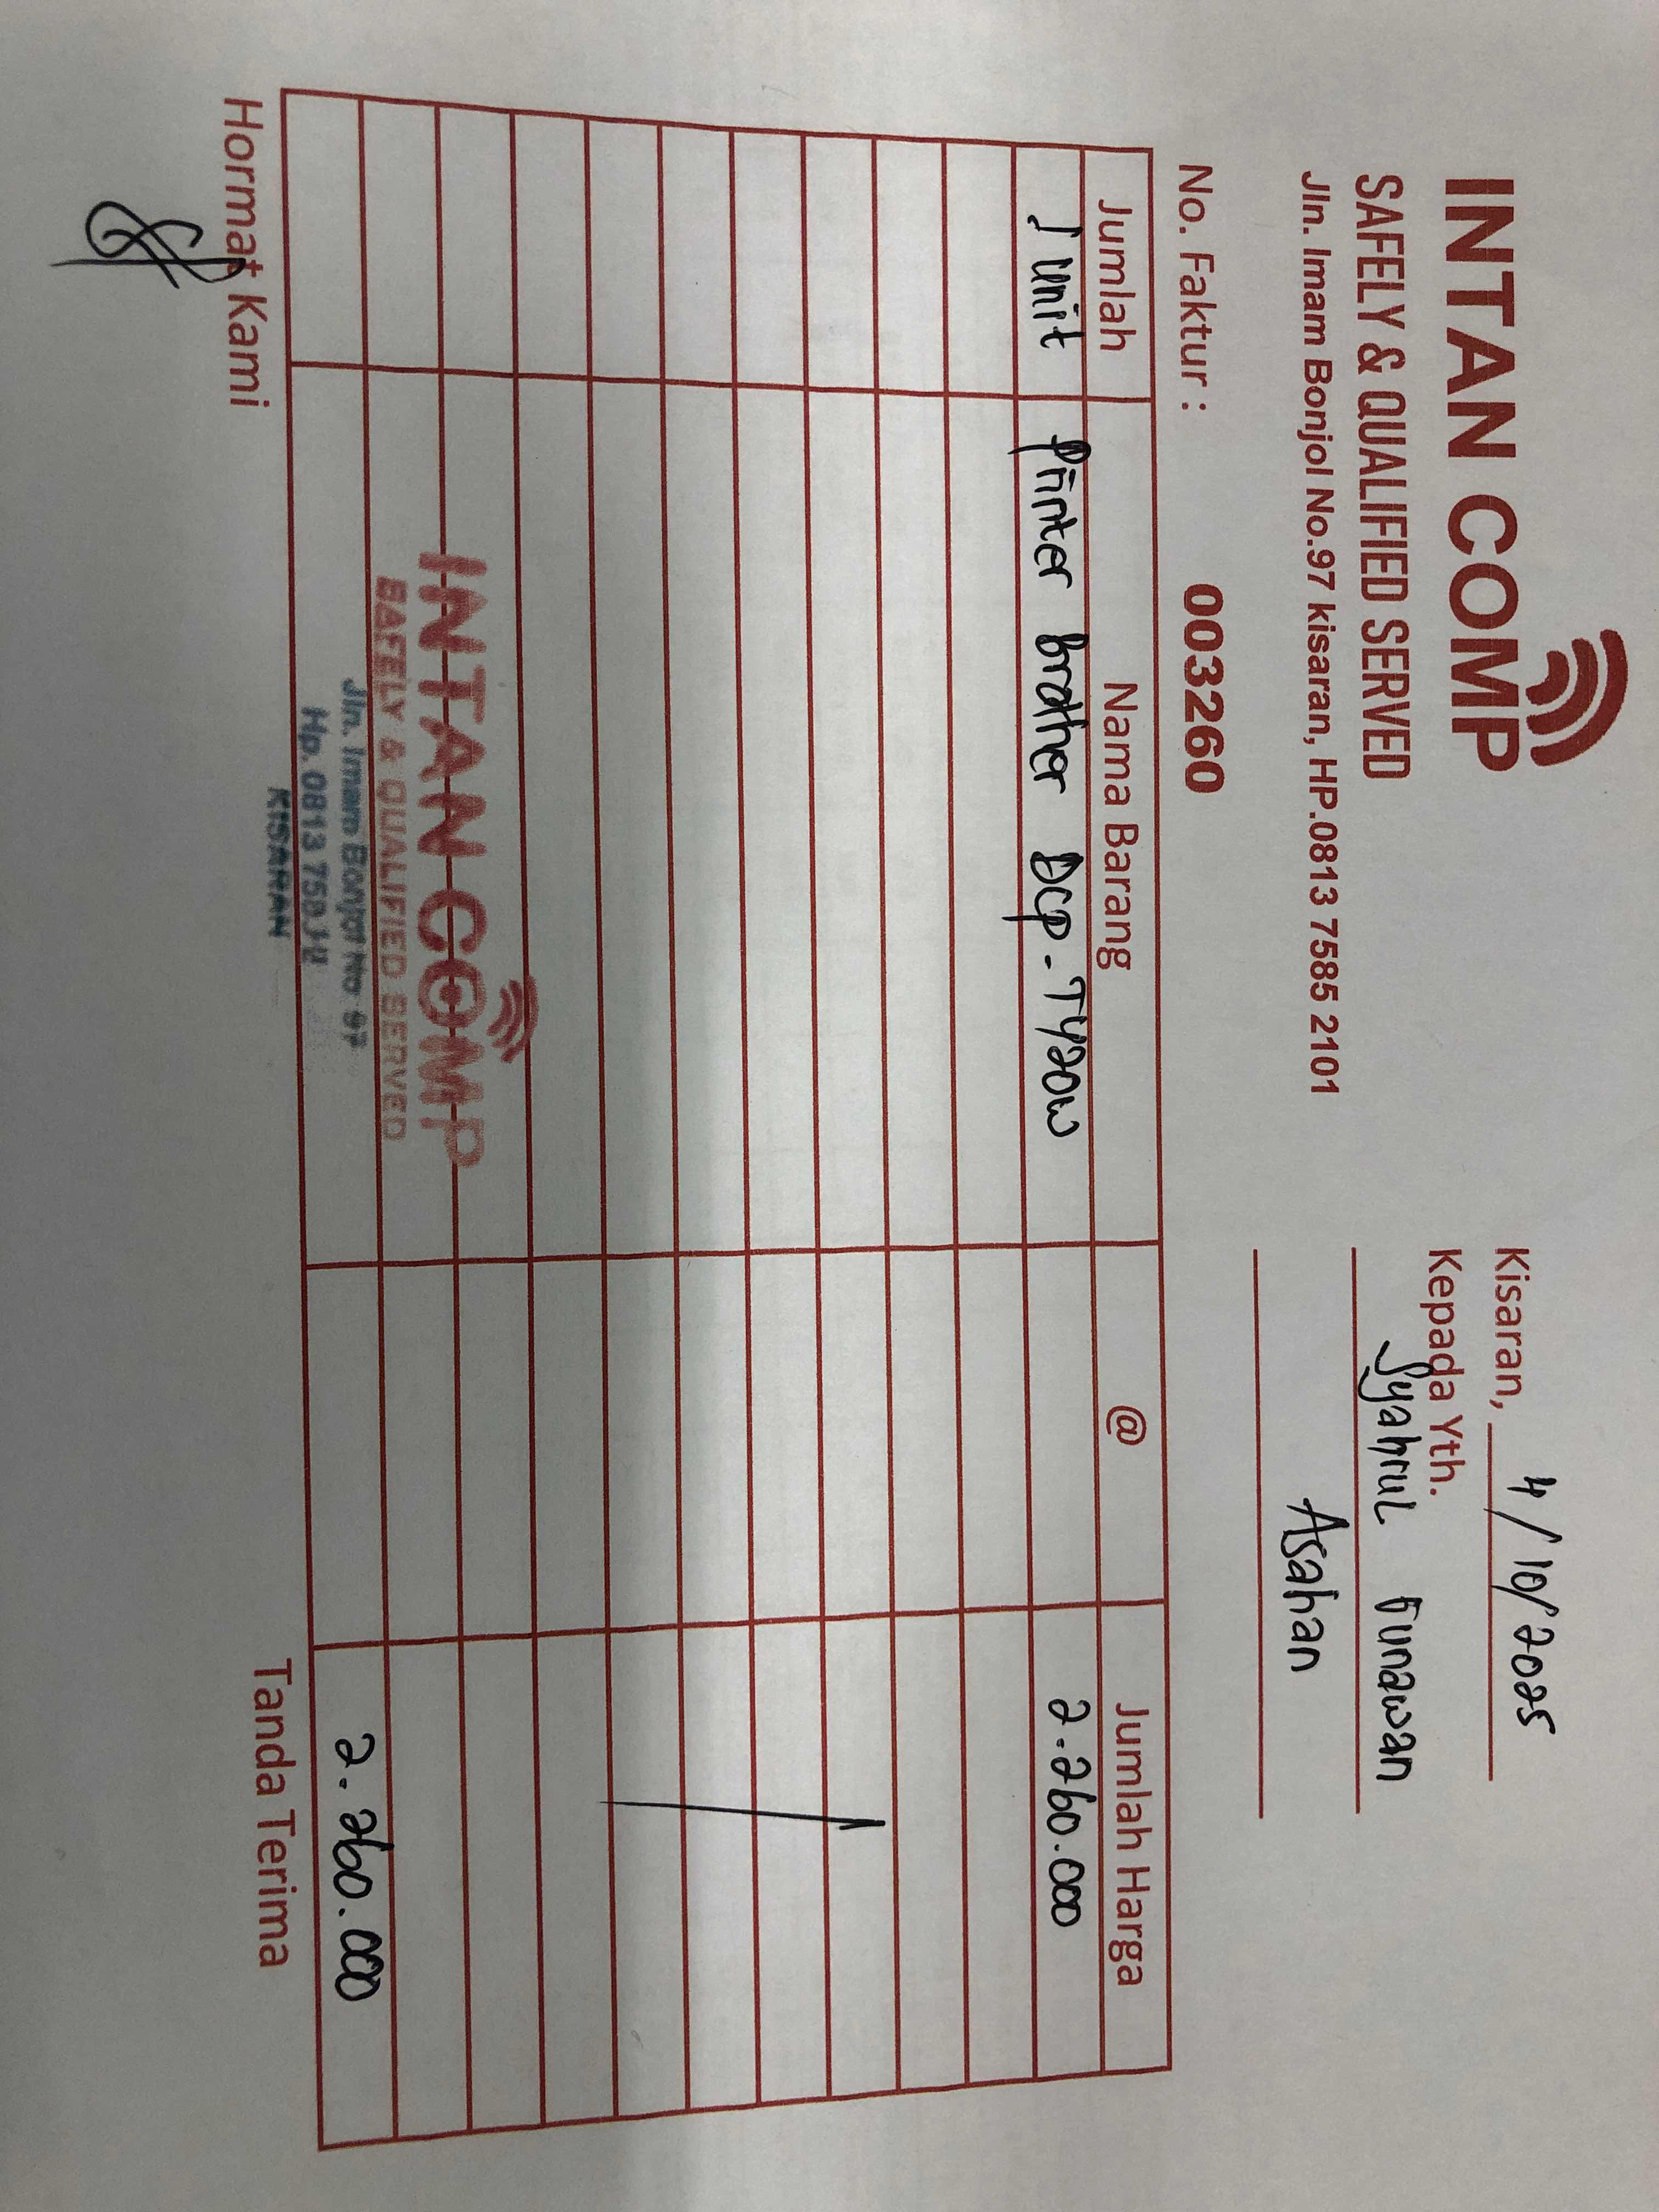 INTAN COMP
SAFELY & QUALIFIED SERVED
Jln. Imam Bonjol No.97 kisaran, HP.0813 7585 2101
Kisaran, 4/10/2025
Kepada Yth.
Syahrul Gunawan
Asahan
No. Faktur : 003260
Jumlah Nama Barang @ Jumlah Harga
1 unit Printer Brother DCP-T420W 2.260.000
INTAN COMP
SAFELY & QUALIFIED SERVED
Jln. Imam Bonjol No 97
Hp. 0813 758
KISARAN
2.260.000
Hormat Kami Tanda Terima